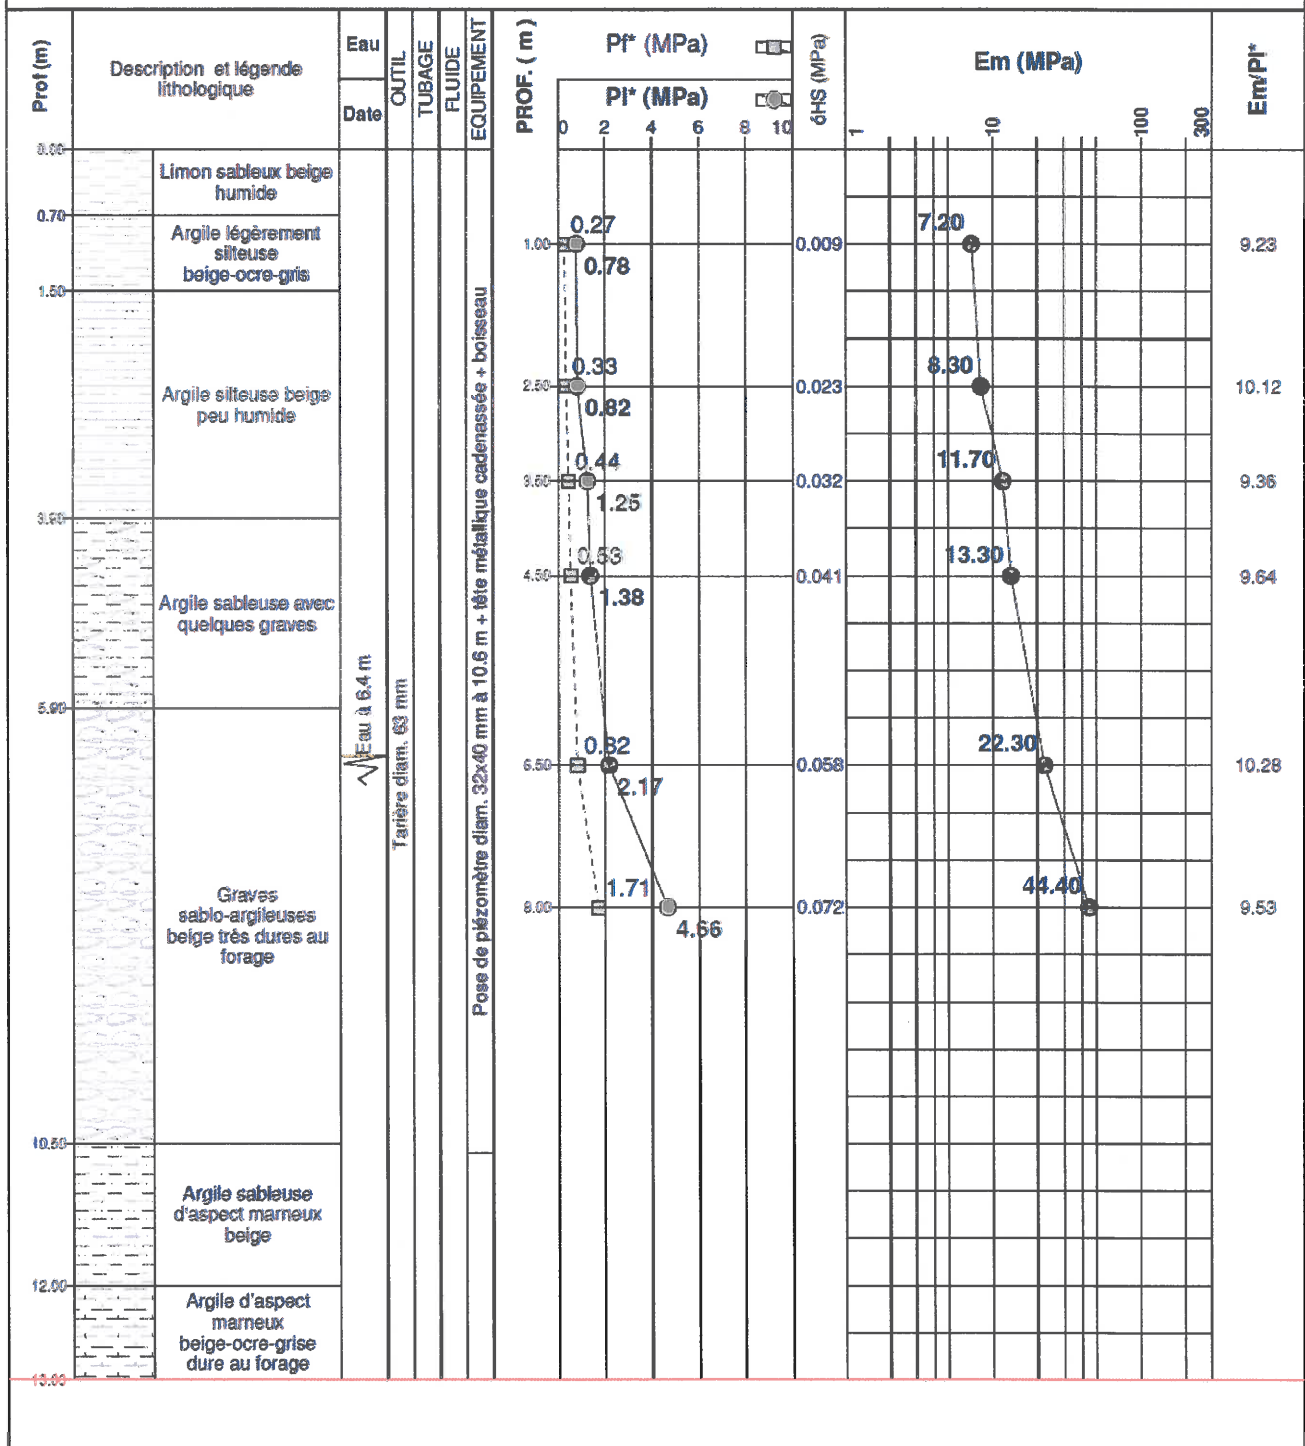 Prof (m)
Description et légende
lithologique
Eau
Date
OUTIL
TUBAGE
FLUIDE
EQUIPEMENT
PROF. ( m )
Pf* (MPa)
Pl* (MPa)
0 2 4 6 8 10
óHS (MPa)
Em (MPa)
1 10 100 300
Em/Pl*
0.00
Limon sableux beige
humide
0.70
Argile légèrement
silteuse
beige-ocre-gris
1.50
Argile silteuse beige
peu humide
Argile sableuse avec
quelques graves
5.90
Graves
sablo-argileuses
beige très dures au
forage
10.50
Argile sableuse
d'aspect marneux
beige
12.00
Argile d'aspect
marneux
beige-ocre-grise
dure au forage
13.00
Eau à 6.4 m
Tarière diam. 63 mm
Pose de piézomètre diam. 32x40 mm à 10.6 m + tête métallique cadenassée + boisseau
1.00 0.27 0.78 0.009 7.20 9.23
2.50 0.33 0.82 0.023 8.30 10.12
3.50 0.44 1.25 0.032 11.70 9.36
4.50 0.53 1.38 0.041 13.30 9.64
6.50 0.82 2.17 0.058 22.30 10.28
8.00 1.71 4.66 0.072 44.40 9.53